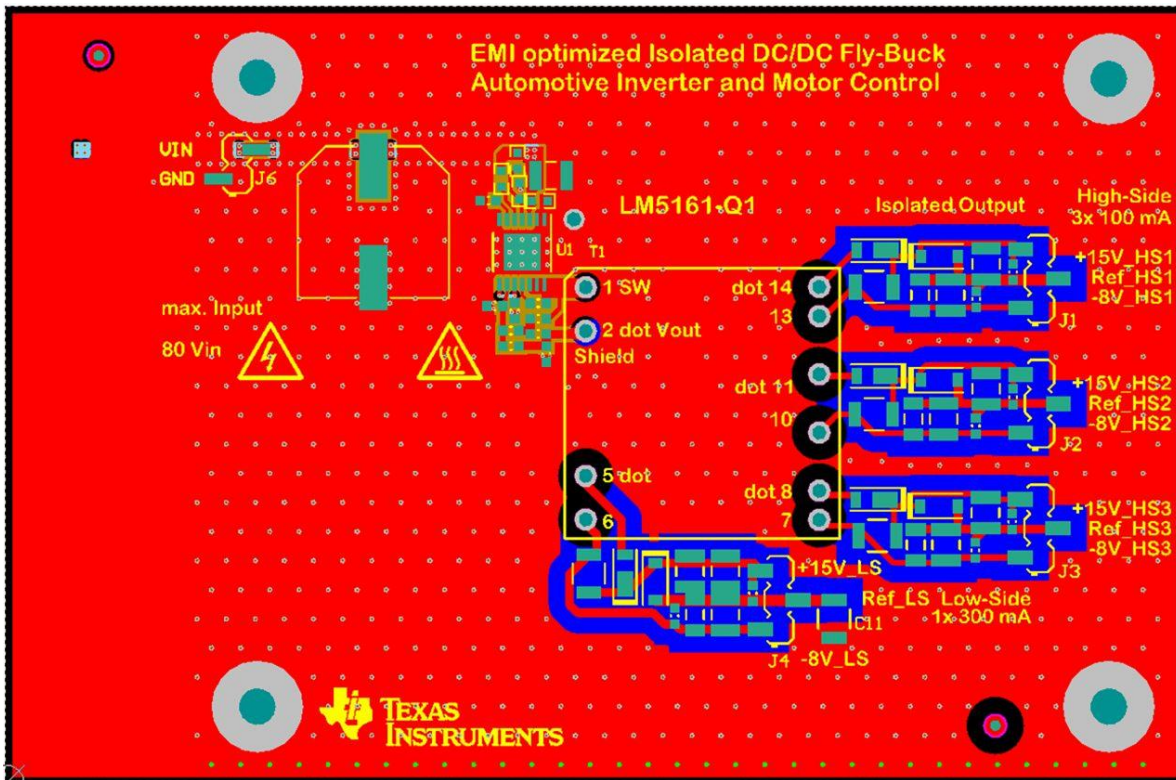 EMI optimized Isolated DC/DC Fly-Buck
Automotive Inverter and Motor Control
VIN
GND
J6
LM5161-Q1
Isolated Output
High-Side
3x 100 mA
U1
T1
+15V_HS1
Ref_HS1
-8V_HS1
J1
1 SW
dot 14
13
2 dot Vout
Shield
max. Input
80 Vin
dot 11
10
+15V_HS2
Ref_HS2
-8V_HS2
J2
5 dot
6
dot 8
7
+15V_HS3
Ref_HS3
-8V_HS3
J3
+15V_LS
Ref_LS Low-Side
1x 300 mA
C11
J4
-8V_LS
TEXAS
INSTRUMENTS